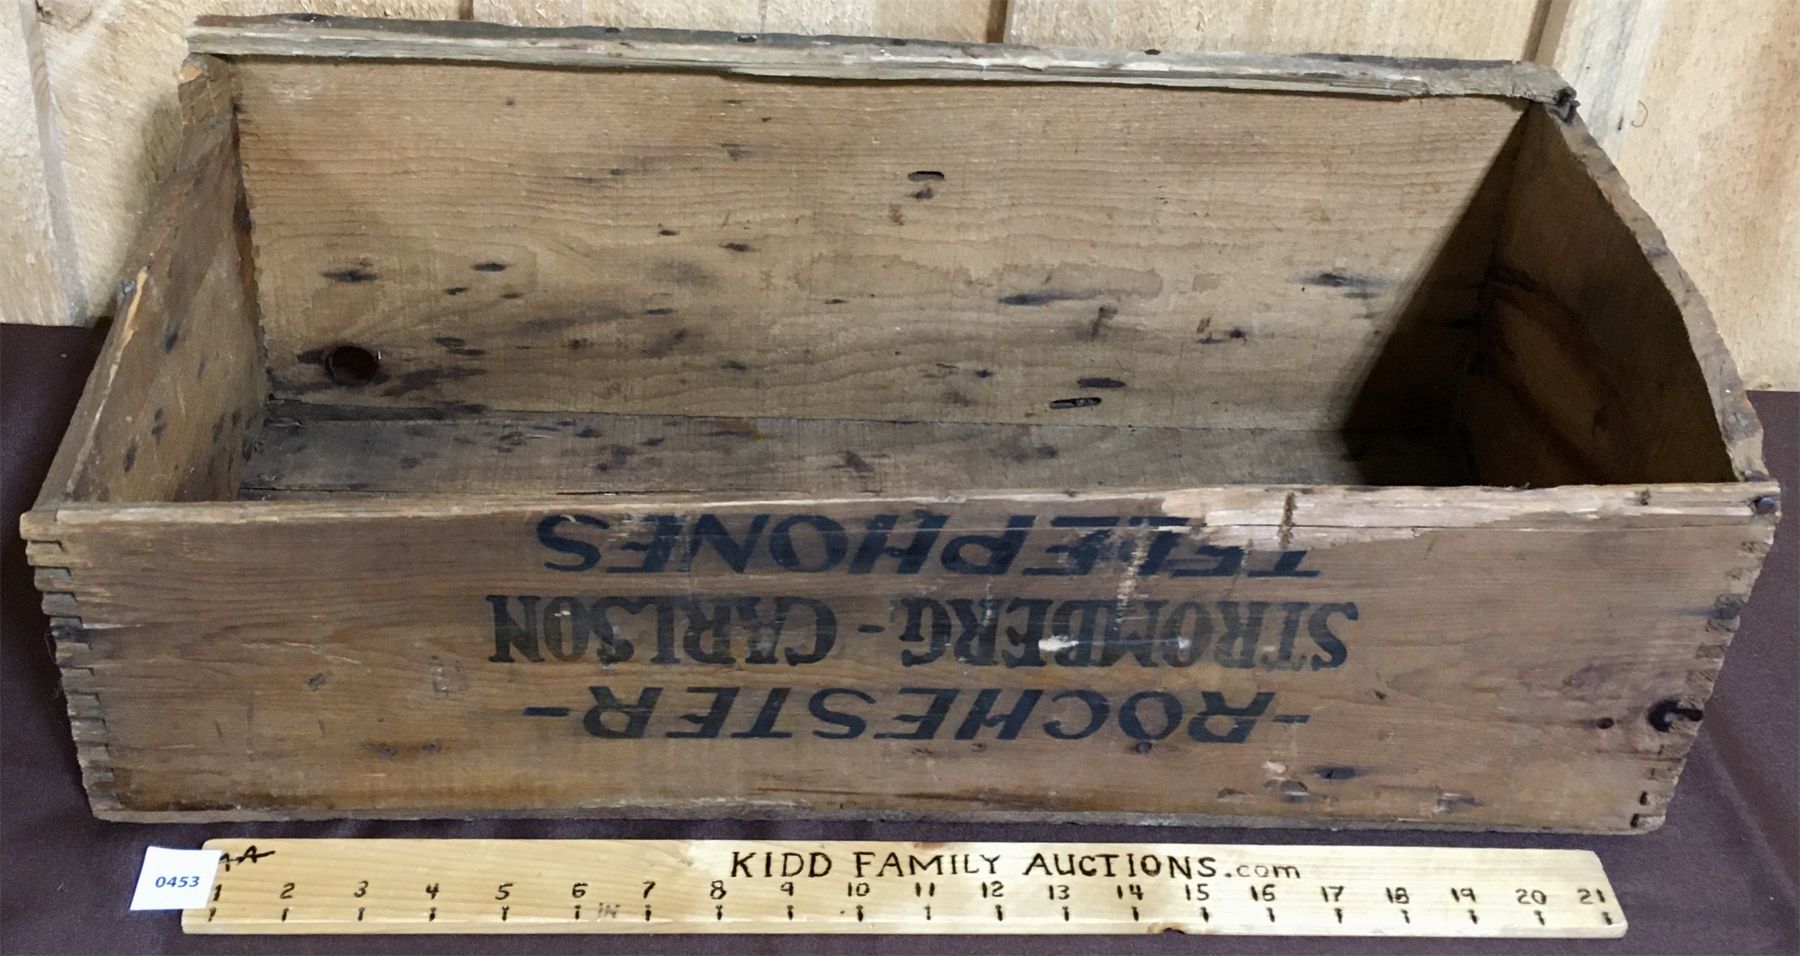 TELEPHONES
STROMBERG-CARLSON
-ROCHESTER-
0453
KIDD FAMILY AUCTIONS.com
1 2 3 4 5 6 7 8 9 10 11 12 13 14 15 16 17 18 19 20 21
IN